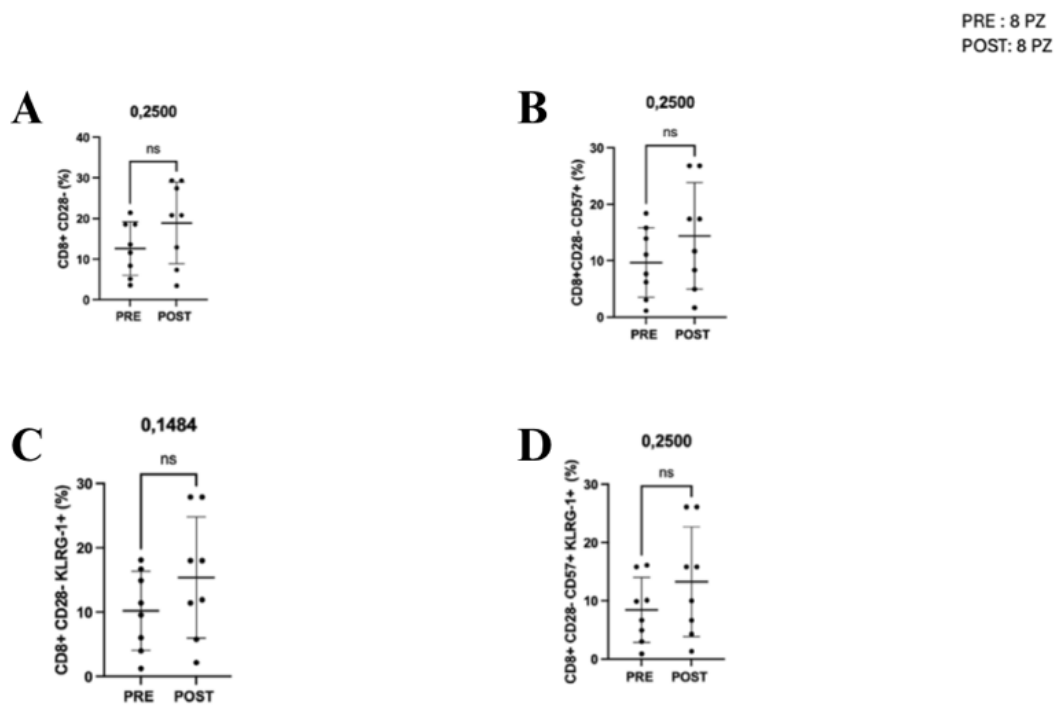 PRE : 8 PZ
POST: 8 PZ
A
0,2500
ns
CD8+ CD28- (%)
40
30
20
10
0
PRE POST
B
0,2500
ns
CD8+CD28- CD57+ (%)
30
20
10
0
PRE POST
C
0,1484
ns
CD8+ CD28- KLRG-1+ (%)
30
20
10
0
PRE POST
D
0,2500
ns
CD8+ CD28- CD57+ KLRG-1+ (%)
30
20
10
0
PRE POST